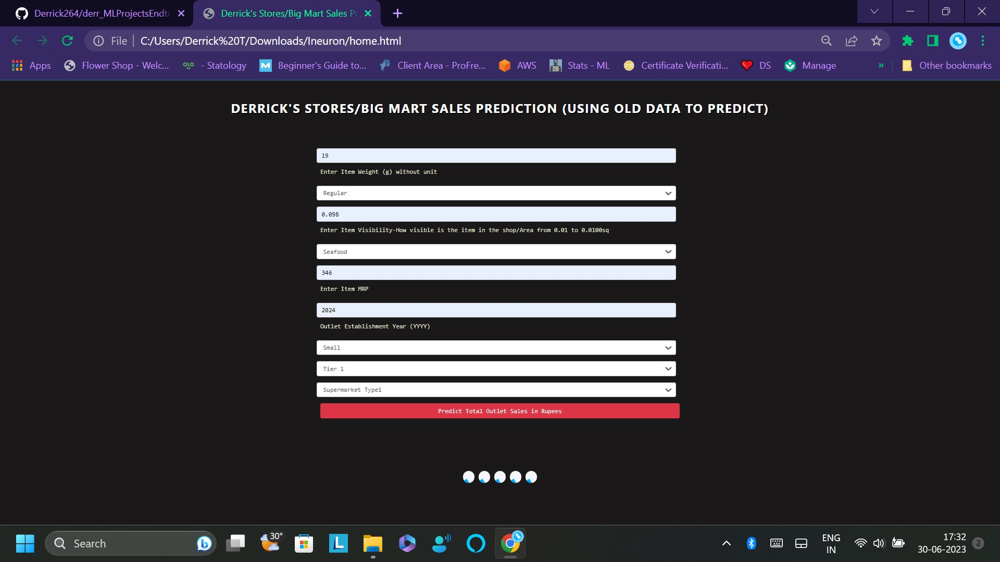 Derrick264/derr_MLProjectsEndto
Derrick's Stores/Big Mart Sales Pr
File
C:/Users/Derrick%20T/Downloads/Ineuron/home.html
Apps
Flower Shop - Welc...
OLO
- Statology
M
Beginner's Guide to...
Client Area - ProFre...
AWS
Stats - ML
Certificate Verificati...
DS
Manage
»
Other bookmarks
DERRICK'S STORES/BIG MART SALES PREDICTION (USING OLD DATA TO PREDICT)
19
Enter Item Weight (g) without unit
Regular
0.098
Enter Item Visibility-How visible is the item in the shop/Area from 0.01 to 0.0100sq
Seafood
346
Enter Item MRP
2024
Outlet Establishment Year (YYYY)
Small
Tier 1
Supermarket Type1
Predict Total Outlet Sales in Rupees
Search
30°
L
ENG
IN
17:32
30-06-2023
2